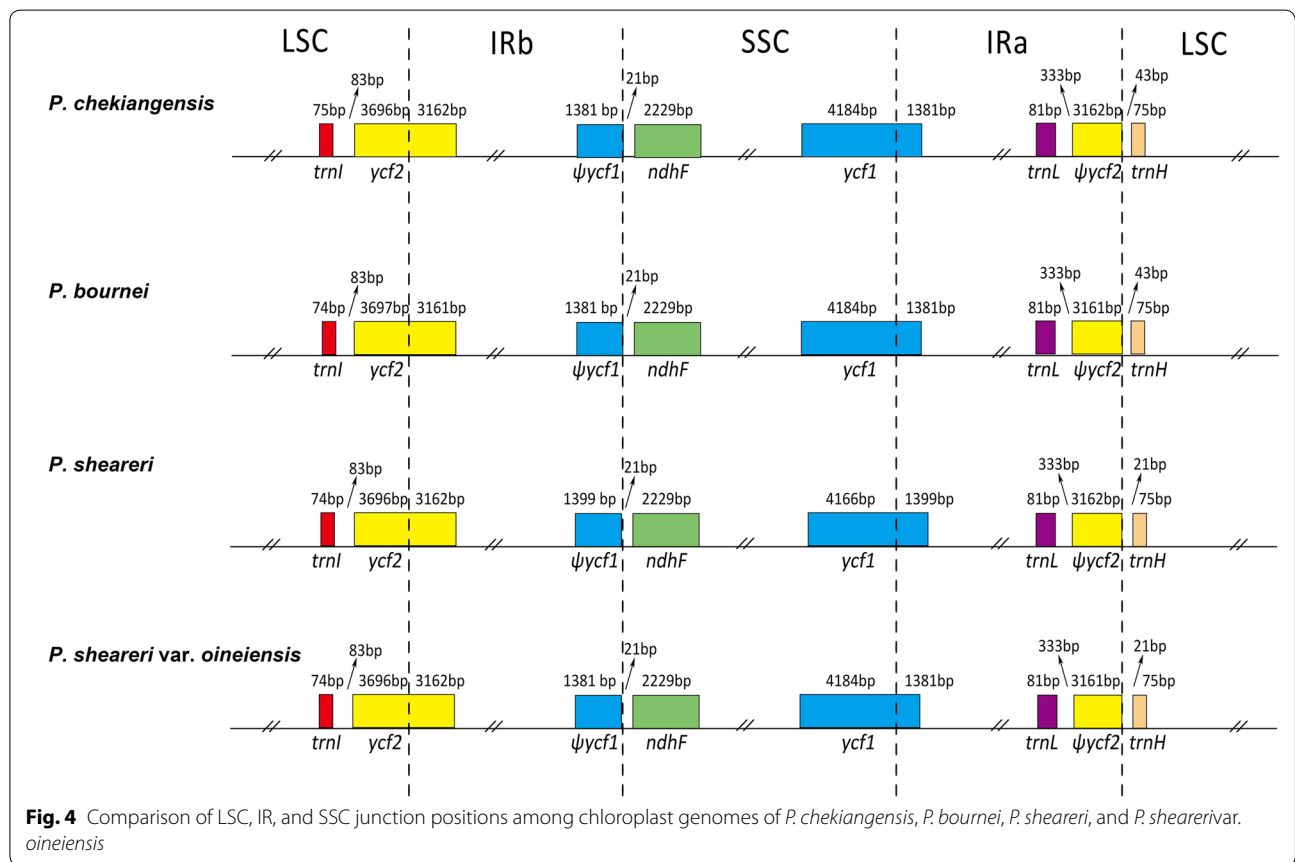 LSC IRb SSC IRa LSC
P. chekiangensis
83bp 21bp 333bp 43bp
75bp 3696bp 3162bp 1381 bp 2229bp 4184bp 1381bp 81bp 3162bp 75bp
trnI ycf2 ψycf1 ndhF ycf1 trnL ψycf2 trnH
P. bournei
83bp 21bp 333bp 43bp
74bp 3697bp 3161bp 1381 bp 2229bp 4184bp 1381bp 81bp 3161bp 75bp
trnI ycf2 ψycf1 ndhF ycf1 trnL ψycf2 trnH
P. sheareri
83bp 21bp 333bp 21bp
74bp 3696bp 3162bp 1399 bp 2229bp 4166bp 1399bp 81bp 3162bp 75bp
trnI ycf2 ψycf1 ndhF ycf1 trnL ψycf2 trnH
P. sheareri var. oineiensis
83bp 21bp 333bp 21bp
74bp 3696bp 3162bp 1381 bp 2229bp 4184bp 1381bp 81bp 3161bp 75bp
trnI ycf2 ψycf1 ndhF ycf1 trnL ψycf2 trnH
Fig. 4 Comparison of LSC, IR, and SSC junction positions among chloroplast genomes of P. chekiangensis, P. bournei, P. sheareri, and P. shearerivar.
oineiensis